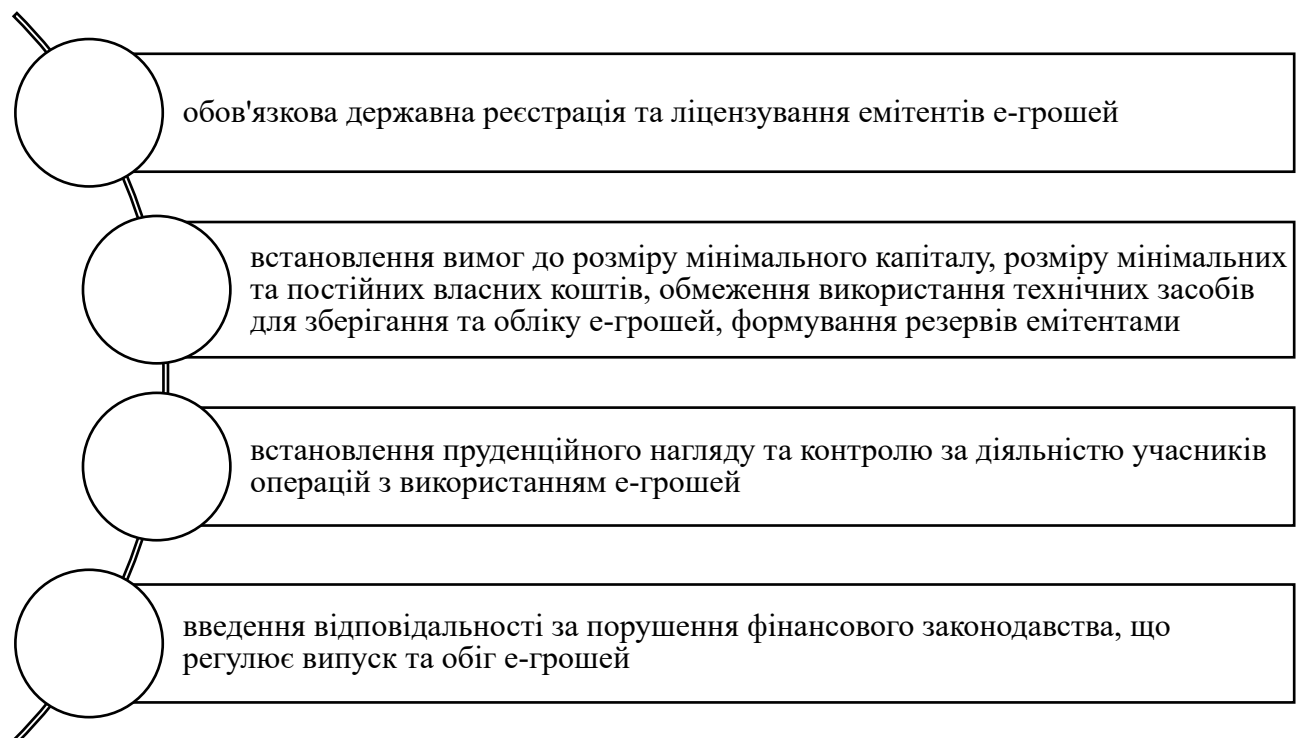 обов'язкова державна реєстрація та ліцензування емітентів е-грошей
встановлення вимог до розміру мінімального капіталу, розміру мінімальних
та постійних власних коштів, обмеження використання технічних засобів
для зберігання та обліку е-грошей, формування резервів емітентами
встановлення пруденційного нагляду та контролю за діяльністю учасників
операцій з використанням е-грошей
введення відповідальності за порушення фінансового законодавства, що
регулює випуск та обіг е-грошей